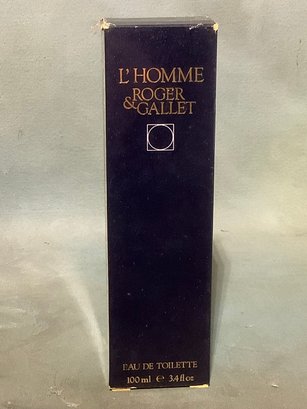 L'HOMME
ROGER
& GALLET
EAU DE TOILETTE
100 ml e 3.4 fl oz